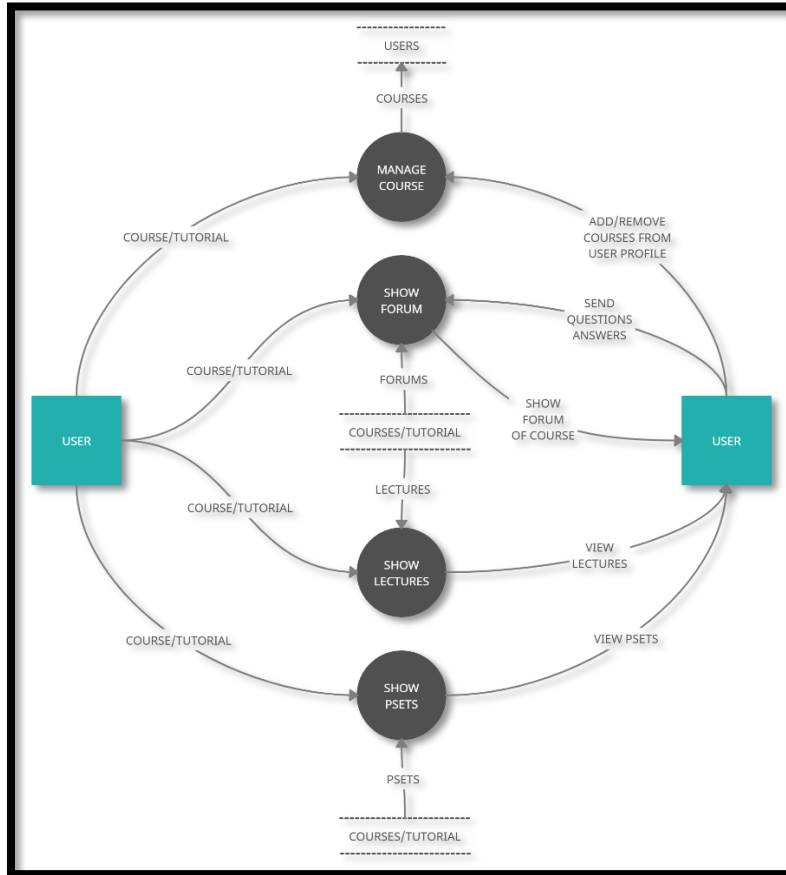 USERS
COURSES
MANAGE
COURSE
COURSE/TUTORIAL
ADD/REMOVE
COURSES FROM
USER PROFILE
SHOW
FORUM
SEND
QUESTIONS
ANSWERS
COURSE/TUTORIAL
FORUMS
SHOW
FORUM
OF COURSE
USER
COURSES/TUTORIAL
USER
LECTURES
COURSE/TUTORIAL
SHOW
LECTURES
VIEW
LECTURES
COURSE/TUTORIAL
VIEW PSETS
SHOW
PSETS
PSETS
COURSES/TUTORIAL